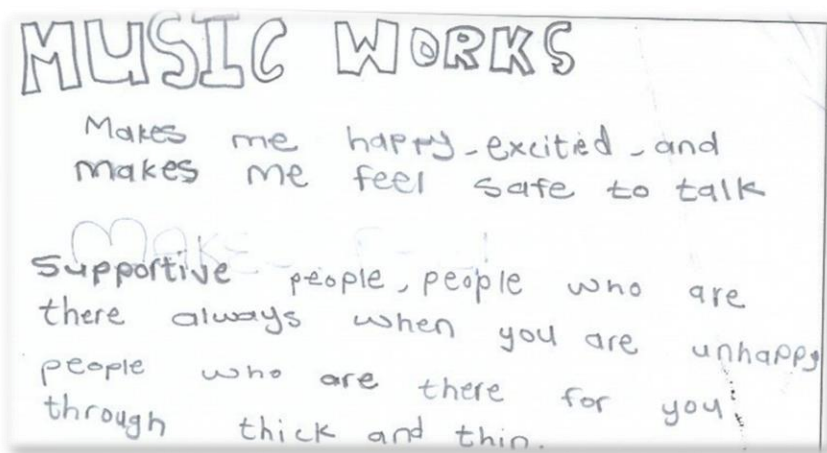 MUSIC WORKS
Makes me happy - excited - and
makes me feel safe to talk
Supportive people, people who are
there always when you are unhappy
people who are there for you
through thick and thin.